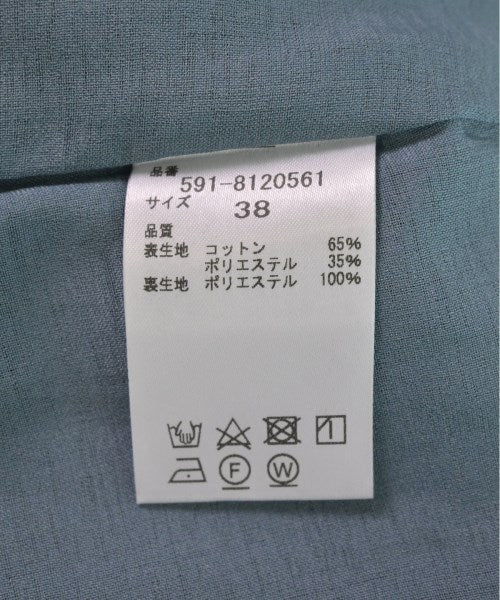 品番
591-8120561
サイズ
38
品質
表生地 コットン 65%
ポリエステル 35%
裏生地 ポリエステル 100%
F W